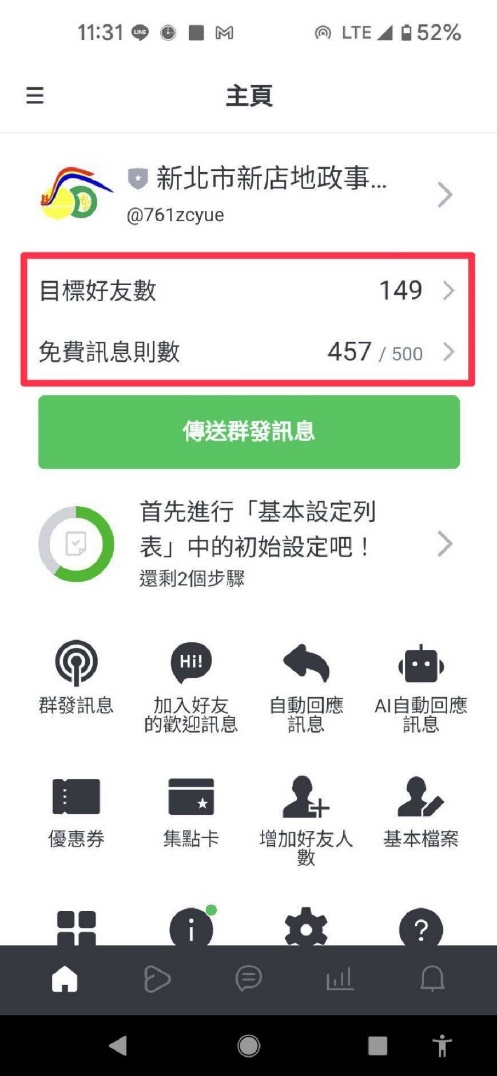 11:31 LTE 52%
主頁
新北市新店地政事...
@761zcyue
目標好友數 149
免費訊息則數 457 / 500
傳送群發訊息
首先進行「基本設定列
表」中的初始設定吧！
還剩2個步驟
Hi!
群發訊息 加入好友 自動回應 AI自動回應
的歡迎訊息 訊息 訊息
優惠券 集點卡 增加好友人 基本檔案
數